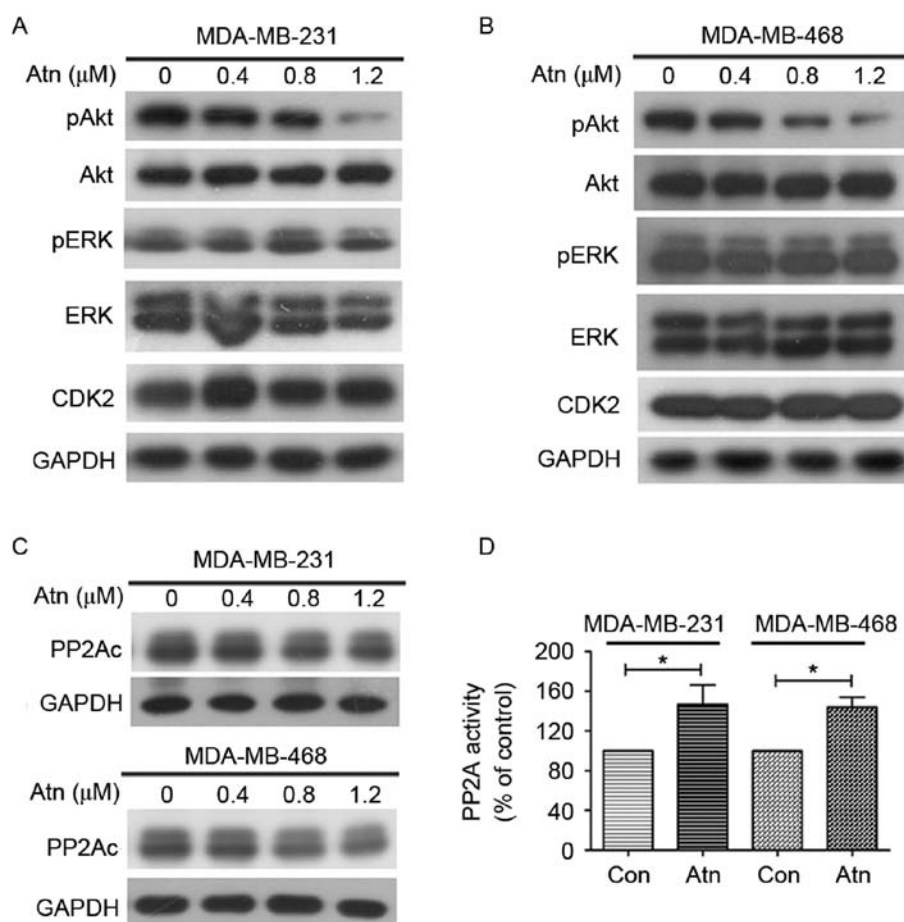 A
MDA-MB-231
Atn (μM) 0 0.4 0.8 1.2
pAkt
Akt
pERK
ERK
CDK2
GAPDH
B
MDA-MB-468
Atn (μM) 0 0.4 0.8 1.2
pAkt
Akt
pERK
ERK
CDK2
GAPDH
C
MDA-MB-231
Atn (μM) 0 0.4 0.8 1.2
PP2Ac
GAPDH
MDA-MB-468
Atn (μM) 0 0.4 0.8 1.2
PP2Ac
GAPDH
D
MDA-MB-231 MDA-MB-468
PP2A activity
(% of control)
200
160
120
80
40
0
* *
Con Atn Con Atn